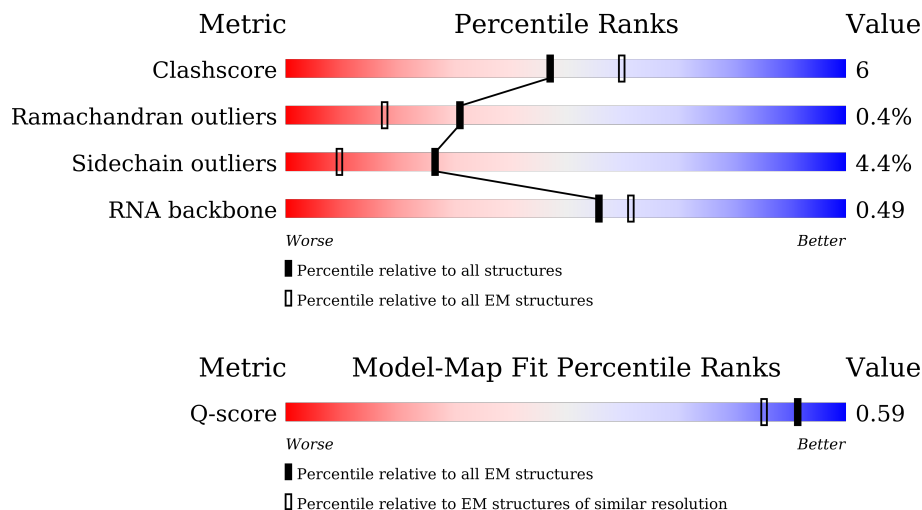 Metric Percentile Ranks Value
Clashscore 6
Ramachandran outliers 0.4%
Sidechain outliers 4.4%
RNA backbone 0.49
Worse Better
Percentile relative to all structures
Percentile relative to all EM structures
Metric Model-Map Fit Percentile Ranks Value
Q-score 0.59
Worse Better
Percentile relative to all EM structures
Percentile relative to EM structures of similar resolution